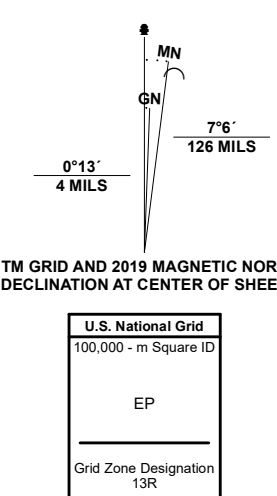 MN
GN
7°6´
126 MILS
0°13´
4 MILS
TM GRID AND 2019 MAGNETIC NOR
DECLINATION AT CENTER OF SHEE
U.S. National Grid
100,000 - m Square ID
EP
Grid Zone Designation
13R